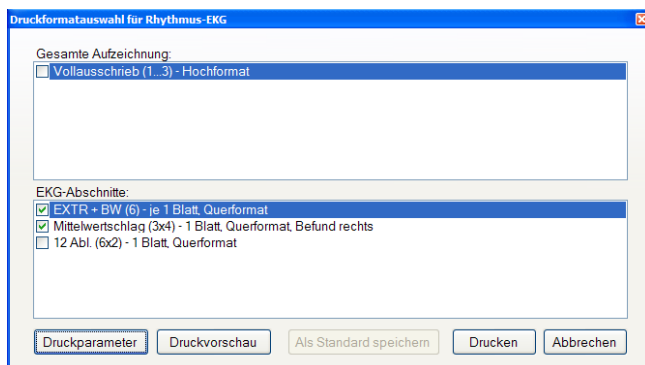 Druckformatauswahl für Rhythmus-EKG
Gesamte Aufzeichnung:
Vollausschrieb (1...3) - Hochformat
EKG-Abschnitte:
EXTR + BW (6) - je 1 Blatt, Querformat
Mittelwertschlag (3x4) - 1 Blatt, Querformat, Befund rechts
12 Abl. (6x2) - 1 Blatt, Querformat
Druckparameter Druckvorschau Als Standard speichern Drucken Abbrechen